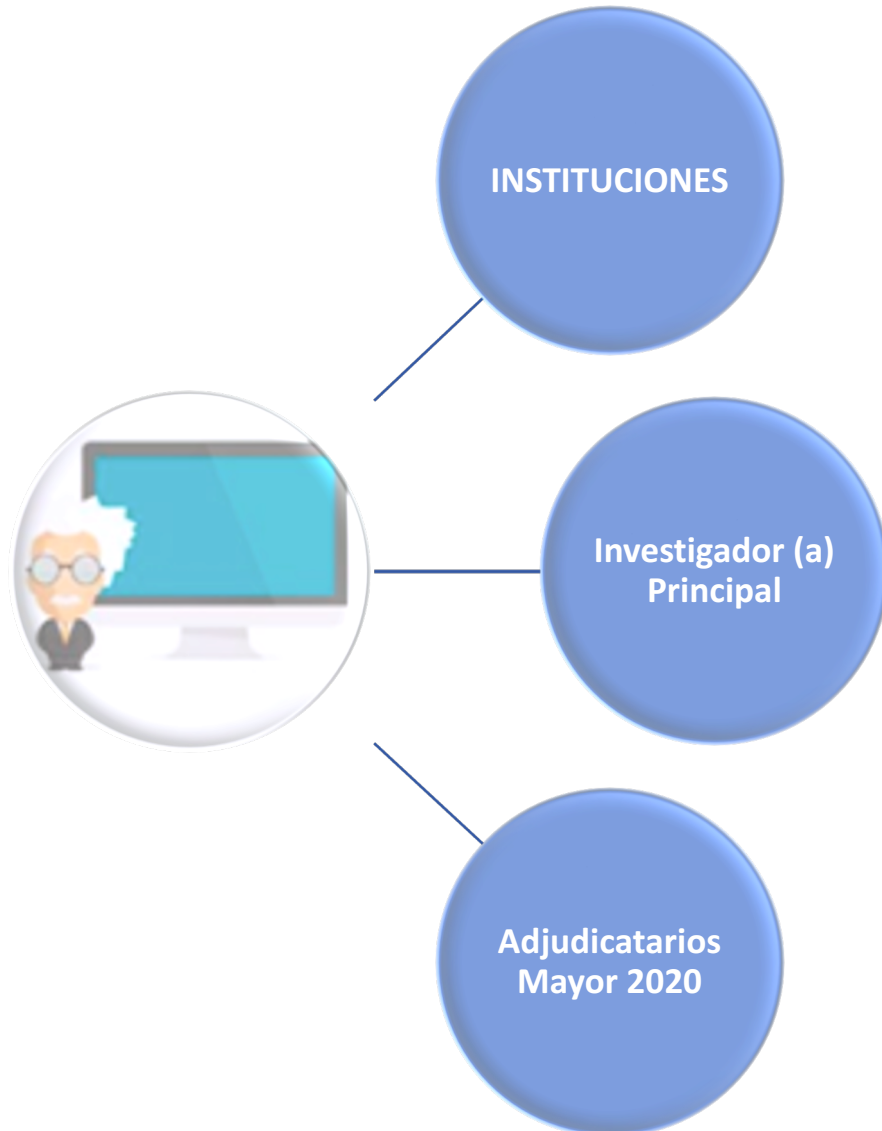 INSTITUCIONES
Investigador (a)
Principal
Adjudicatarios
Mayor 2020